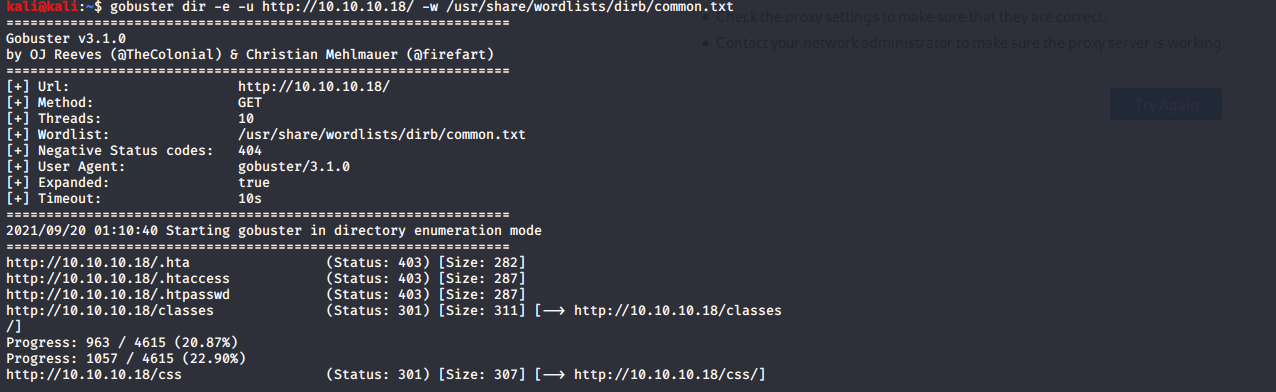 kali@kali:~$ gobuster dir -e -u http://10.10.10.18/ -w /usr/share/wordlists/dirb/common.txt
===============================================================
Gobuster v3.1.0
by OJ Reeves (@TheColonial) & Christian Mehlmauer (@firefart)
===============================================================
[+] Url:                     http://10.10.10.18/
[+] Method:                  GET
[+] Threads:                 10
[+] Wordlist:                /usr/share/wordlists/dirb/common.txt
[+] Negative Status codes:   404
[+] User Agent:              gobuster/3.1.0
[+] Expanded:                true
[+] Timeout:                 10s
===============================================================
2021/09/20 01:10:40 Starting gobuster in directory enumeration mode
===============================================================
http://10.10.10.18/.hta                 (Status: 403) [Size: 282]
http://10.10.10.18/.htaccess            (Status: 403) [Size: 287]
http://10.10.10.18/.htpasswd            (Status: 403) [Size: 287]
http://10.10.10.18/classes              (Status: 301) [Size: 311] [--> http://10.10.10.18/classes
/]
Progress: 963 / 4615 (20.87%)
Progress: 1057 / 4615 (22.90%)
http://10.10.10.18/css                  (Status: 301) [Size: 307] [--> http://10.10.10.18/css/]
• Check the proxy settings to make sure that they are correct.
• Contact your network administrator to make sure the proxy server is working.
Try Again